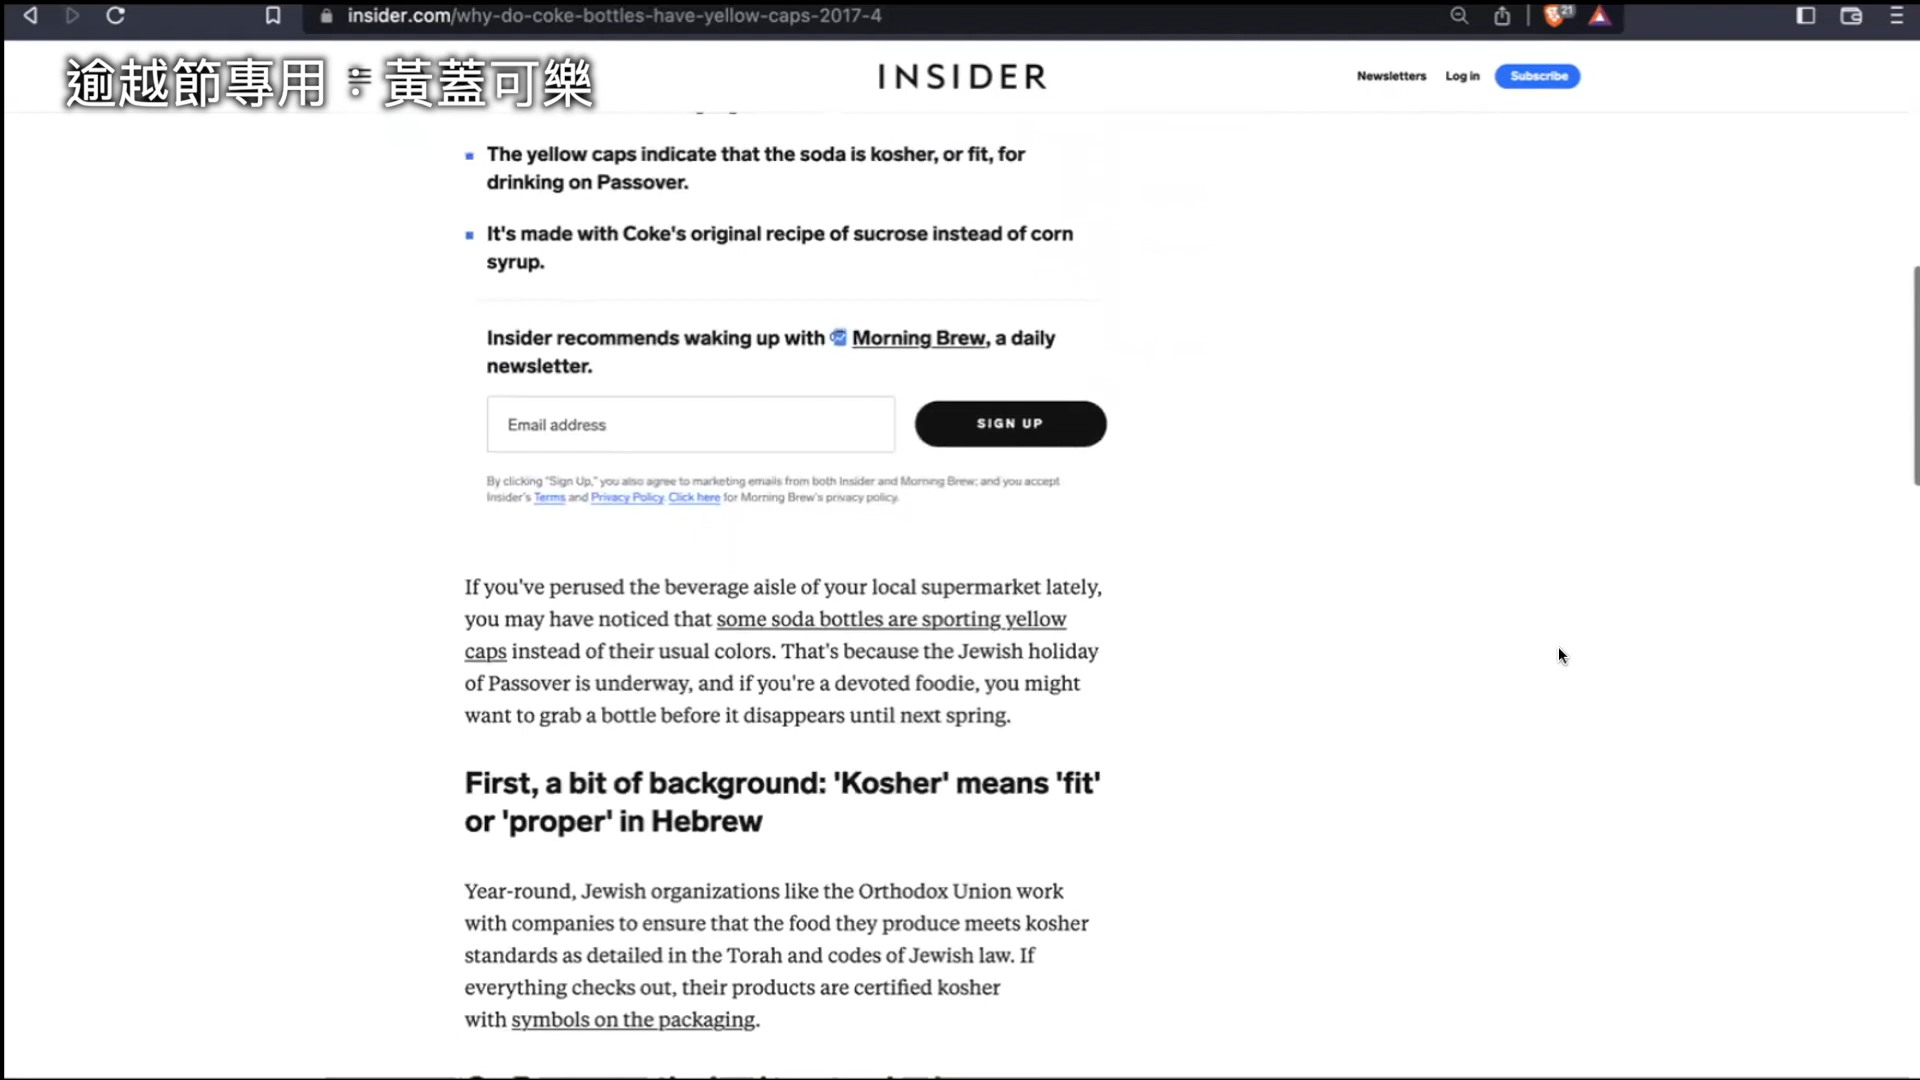 insider.com/why-do-coke-bottles-have-yellow-caps-2017-4
21
逾越節專用：黃蓋可樂
INSIDER
Newsletters Log in Subscribe
The yellow caps indicate that the soda is kosher, or fit, for
drinking on Passover.
It's made with Coke's original recipe of sucrose instead of corn
syrup.
Insider recommends waking up with Morning Brew, a daily
newsletter.
Email address SIGN UP
By clicking "Sign Up," you also agree to marketing emails from both Insider and Morning Brew; and you accept
Insider's Terms and Privacy Policy. Click here for Morning Brew's privacy policy.
If you've perused the beverage aisle of your local supermarket lately,
you may have noticed that some soda bottles are sporting yellow
caps instead of their usual colors. That's because the Jewish holiday
of Passover is underway, and if you're a devoted foodie, you might
want to grab a bottle before it disappears until next spring.
First, a bit of background: 'Kosher' means 'fit'
or 'proper' in Hebrew
Year-round, Jewish organizations like the Orthodox Union work
with companies to ensure that the food they produce meets kosher
standards as detailed in the Torah and codes of Jewish law. If
everything checks out, their products are certified kosher
with symbols on the packaging.